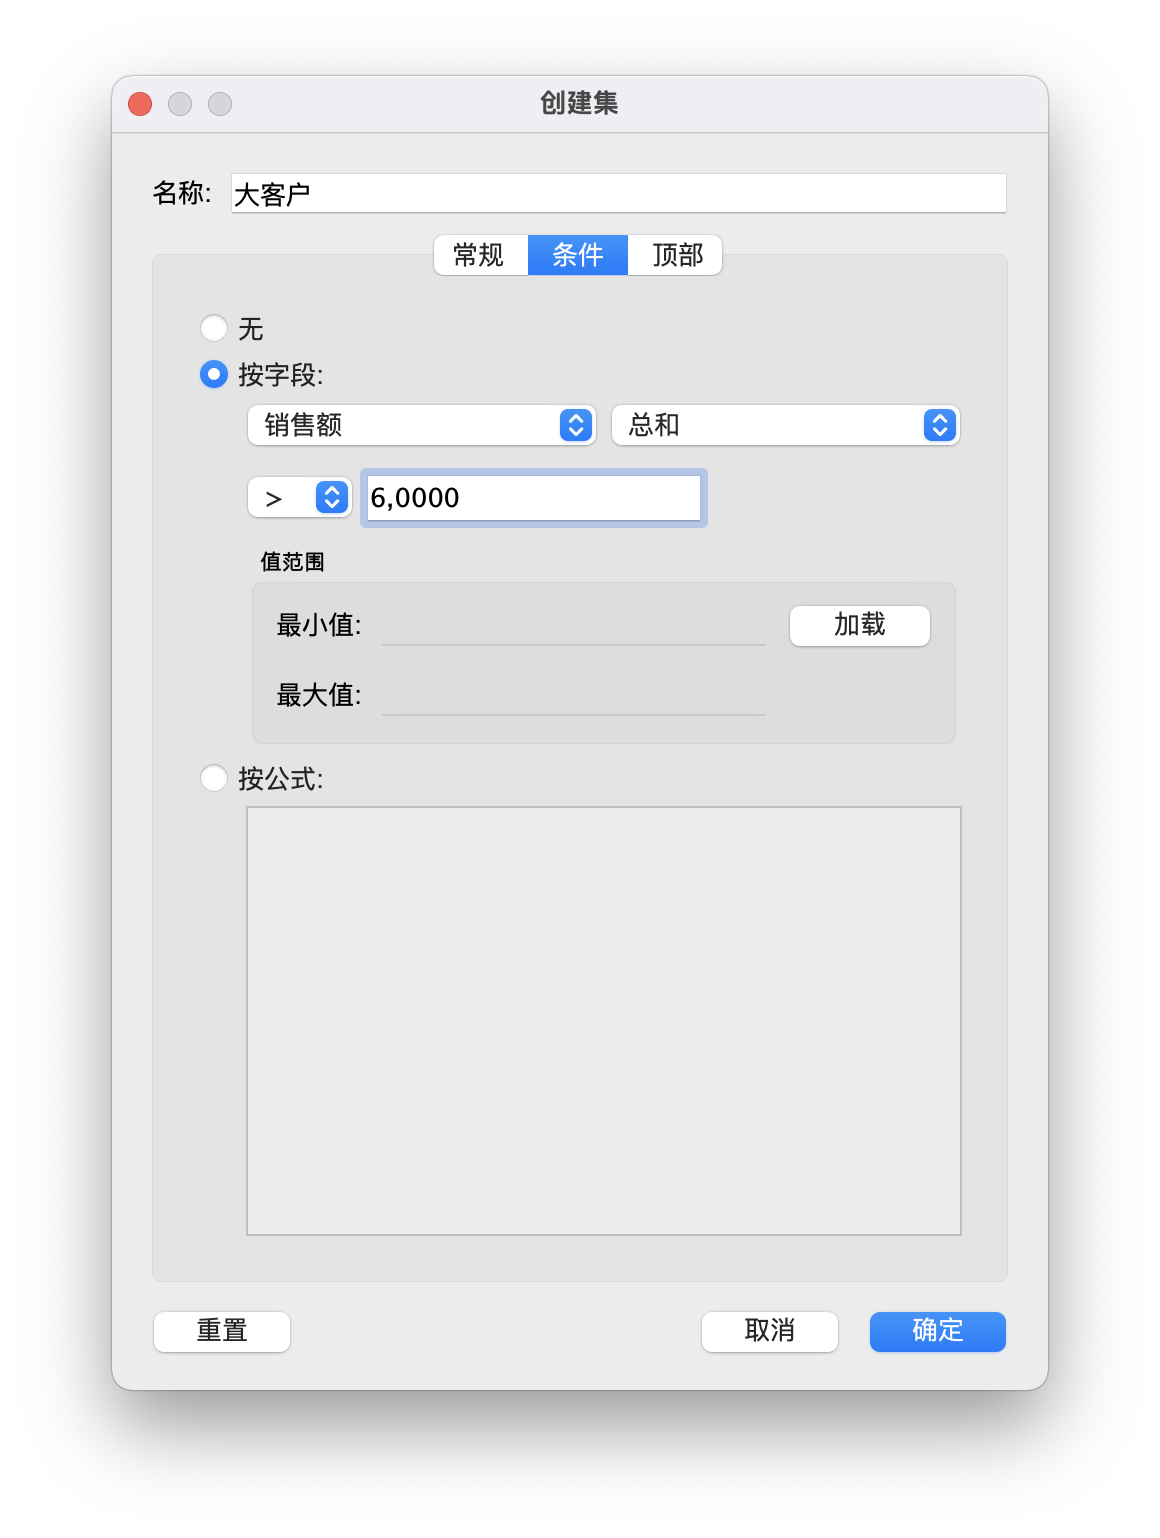 创建集
名称: 大客户
常规 条件 顶部
无
按字段:
销售额 总和
> 6,0000
值范围
最小值: 加载
最大值:
按公式:
重置 取消 确定